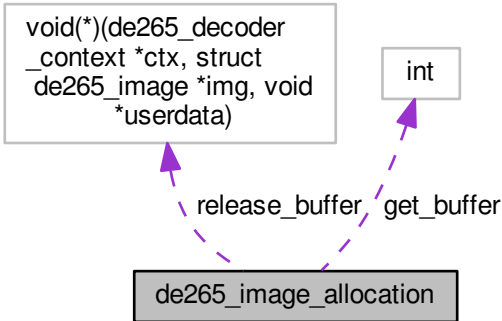 void(*)(de265_decoder
_context *ctx, struct
de265_image *img, void
*userdata)
int
release_buffer
get_buffer
de265_image_allocation